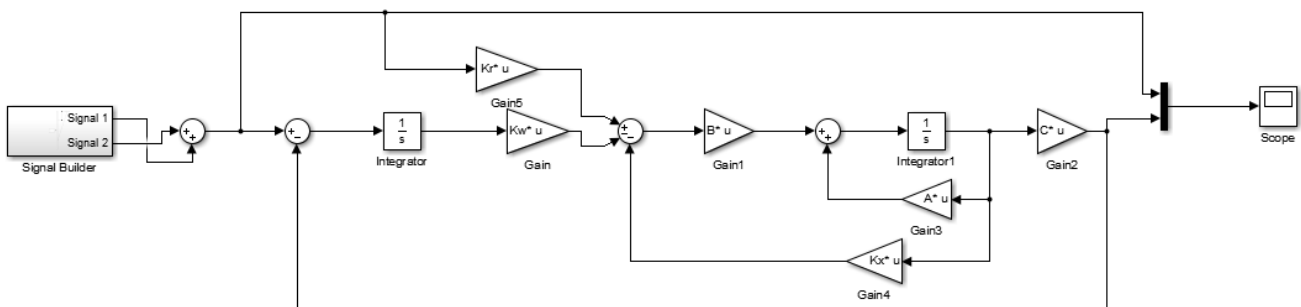 Kr* u
Gain5
Signal 1
Signal 2
Signal Builder
+
+
+
−
1
s
Integrator
Kw* u
Gain
+
−
−
B* u
Gain1
+
+
1
s
Integrator1
C* u
Gain2
Scope
A* u
Gain3
Kx* u
Gain4